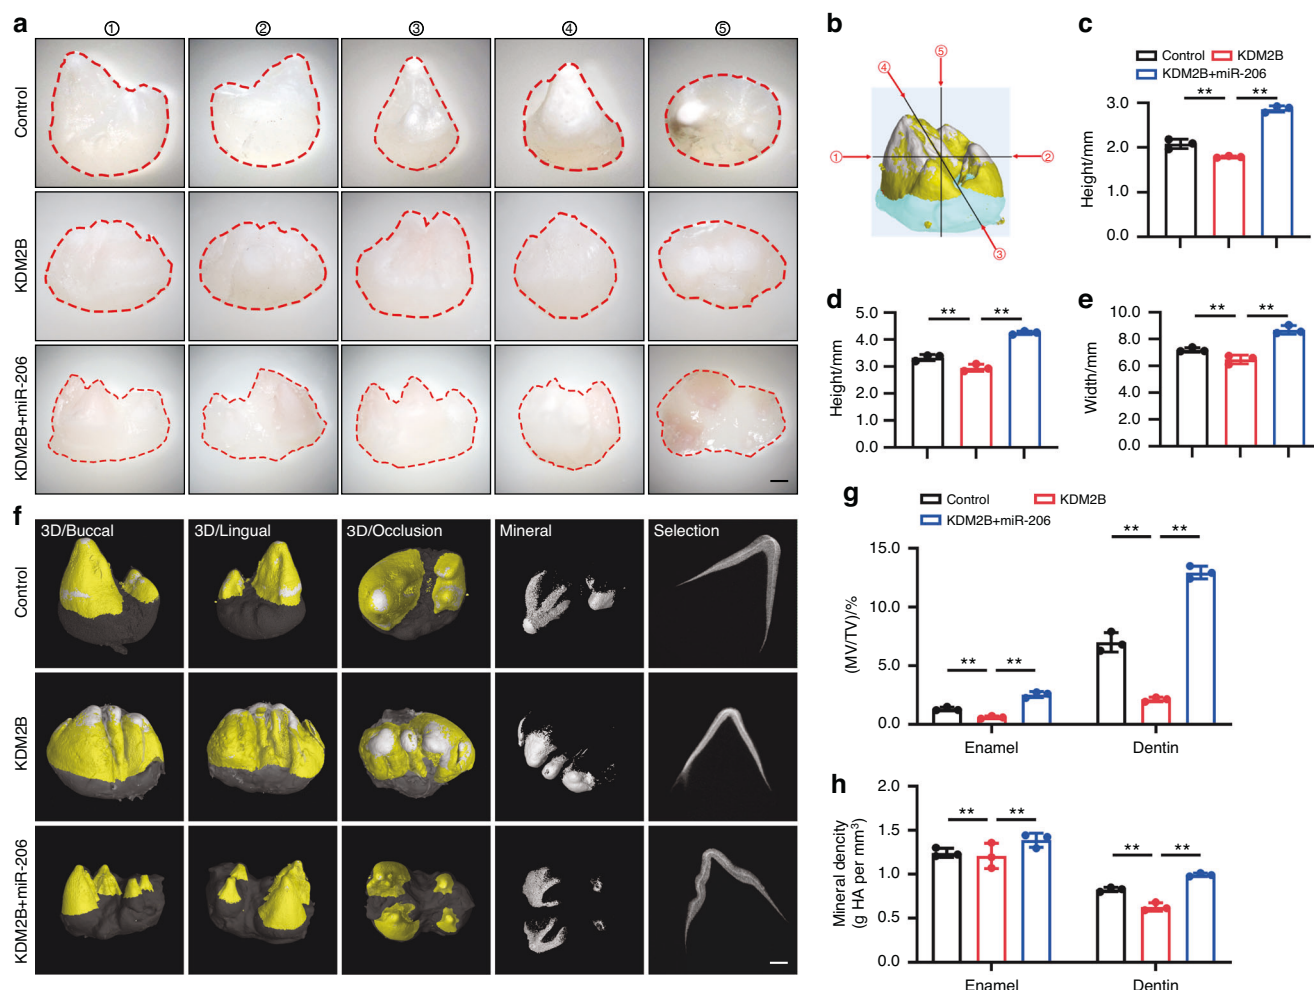 a
① ② ③ ④ ⑤
Control
KDM2B
KDM2B+miR-206
b
⑤
④
① ②
③
c
Control KDM2B
KDM2B+miR-206
** **
3.0
2.0
1.0
0.0
Height/mm
d
** **
5.0
4.0
3.0
2.0
1.0
0.0
Height/mm
e
** **
10.0
8.0
6.0
4.0
2.0
0.0
Width/mm
f
3D/Buccal 3D/Lingual 3D/Occlusion Mineral Selection
Control
KDM2B
KDM2B+miR-206
g
Control KDM2B
KDM2B+miR-206
** **
** **
15.0
10.0
5.0
0.0
(MV/TV)/%
Enamel Dentin
h
** **
** **
2.0
1.5
1.0
0.5
0.0
Mineral dencity
(g HA per mm³)
Enamel Dentin